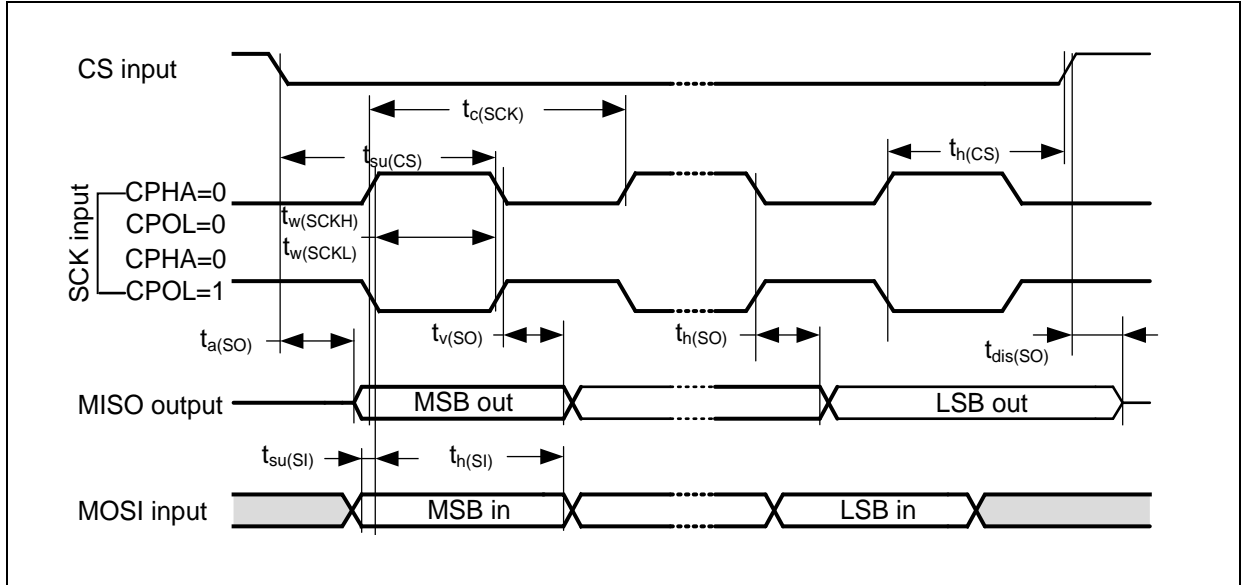 CS input
tc(SCK)
tsu(CS)
th(CS)
SCK input
CPHA=0
CPOL=0
CPHA=0
CPOL=1
tw(SCKH)
tw(SCKL)
ta(SO)
tv(SO)
th(SO)
tdis(SO)
MISO output
MSB out
LSB out
tsu(SI)
th(SI)
MOSI input
MSB in
LSB in